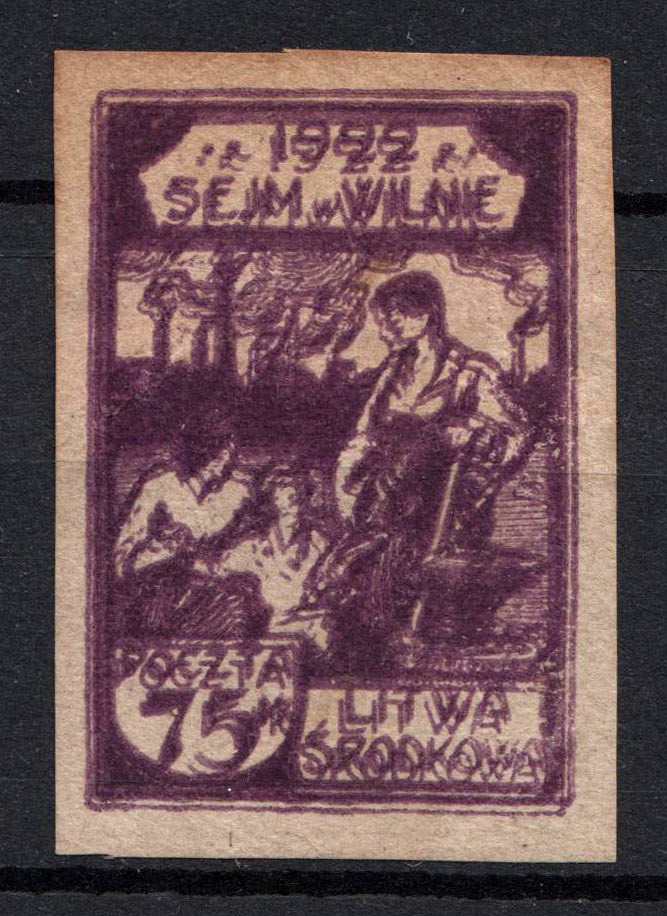 1922
SEJM w WILNIE
POCZTA
75 MK
LITWA
ŚRODKOWA